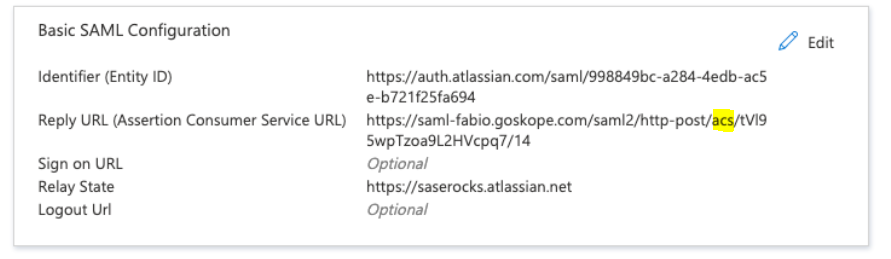 Basic SAML Configuration
Edit
Identifier (Entity ID) https://auth.atlassian.com/saml/998849bc-a284-4edb-ac5
e-b721f25fa694
Reply URL (Assertion Consumer Service URL) https://saml-fabio.goskope.com/saml2/http-post/acs/tVl9
5wpTzoa9L2HVcpq7/14
Sign on URL Optional
Relay State https://saserocks.atlassian.net
Logout Url Optional